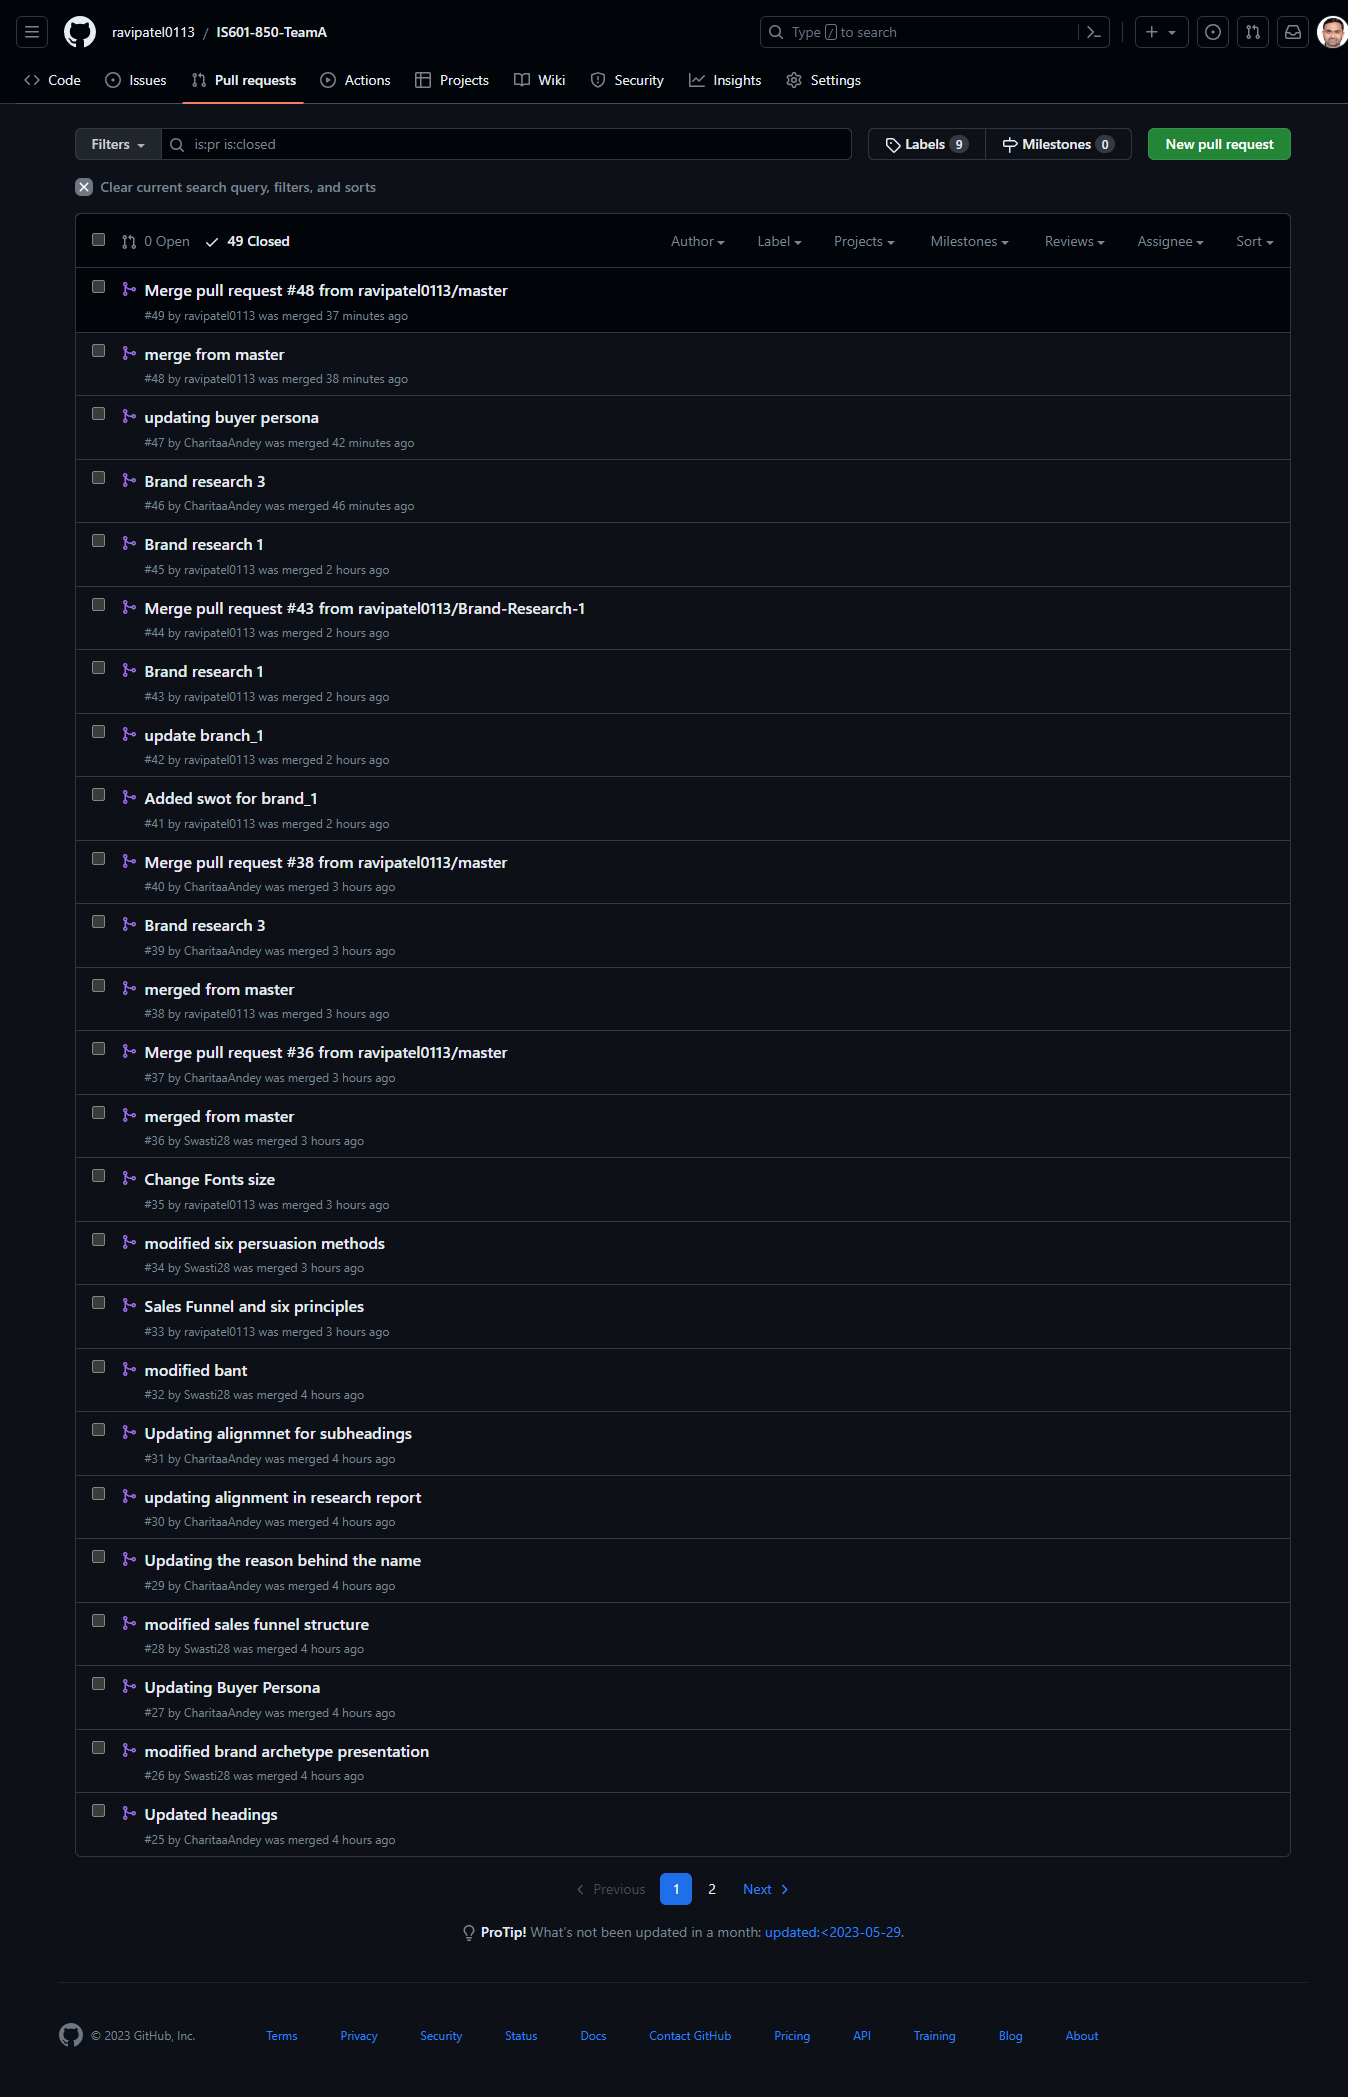 ravipatel0113 / IS601-850-TeamA
Type / to search
Code Issues Pull requests Actions Projects Wiki Security Insights Settings
Filters is:pr is:closed Labels 9 Milestones 0 New pull request
Clear current search query, filters, and sorts
0 Open 49 Closed Author Label Projects Milestones Reviews Assignee Sort
Merge pull request #48 from ravipatel0113/master
#49 by ravipatel0113 was merged 37 minutes ago
merge from master
#48 by ravipatel0113 was merged 38 minutes ago
updating buyer persona
#47 by CharitaaAndey was merged 42 minutes ago
Brand research 3
#46 by CharitaaAndey was merged 46 minutes ago
Brand research 1
#45 by ravipatel0113 was merged 2 hours ago
Merge pull request #43 from ravipatel0113/Brand-Research-1
#44 by ravipatel0113 was merged 2 hours ago
Brand research 1
#43 by ravipatel0113 was merged 2 hours ago
update branch_1
#42 by ravipatel0113 was merged 2 hours ago
Added swot for brand_1
#41 by ravipatel0113 was merged 2 hours ago
Merge pull request #38 from ravipatel0113/master
#40 by CharitaaAndey was merged 3 hours ago
Brand research 3
#39 by CharitaaAndey was merged 3 hours ago
merged from master
#38 by ravipatel0113 was merged 3 hours ago
Merge pull request #36 from ravipatel0113/master
#37 by CharitaaAndey was merged 3 hours ago
merged from master
#36 by Swasti28 was merged 3 hours ago
Change Fonts size
#35 by ravipatel0113 was merged 3 hours ago
modified six persuasion methods
#34 by Swasti28 was merged 3 hours ago
Sales Funnel and six principles
#33 by ravipatel0113 was merged 3 hours ago
modified bant
#32 by Swasti28 was merged 4 hours ago
Updating alignmnet for subheadings
#31 by CharitaaAndey was merged 4 hours ago
updating alignment in research report
#30 by CharitaaAndey was merged 4 hours ago
Updating the reason behind the name
#29 by CharitaaAndey was merged 4 hours ago
modified sales funnel structure
#28 by Swasti28 was merged 4 hours ago
Updating Buyer Persona
#27 by CharitaaAndey was merged 4 hours ago
modified brand archetype presentation
#26 by Swasti28 was merged 4 hours ago
Updated headings
#25 by CharitaaAndey was merged 4 hours ago
Previous 1 2 Next
ProTip! What's not been updated in a month: updated:<2023-05-29.
© 2023 GitHub, Inc. Terms Privacy Security Status Docs Contact GitHub Pricing API Training Blog About